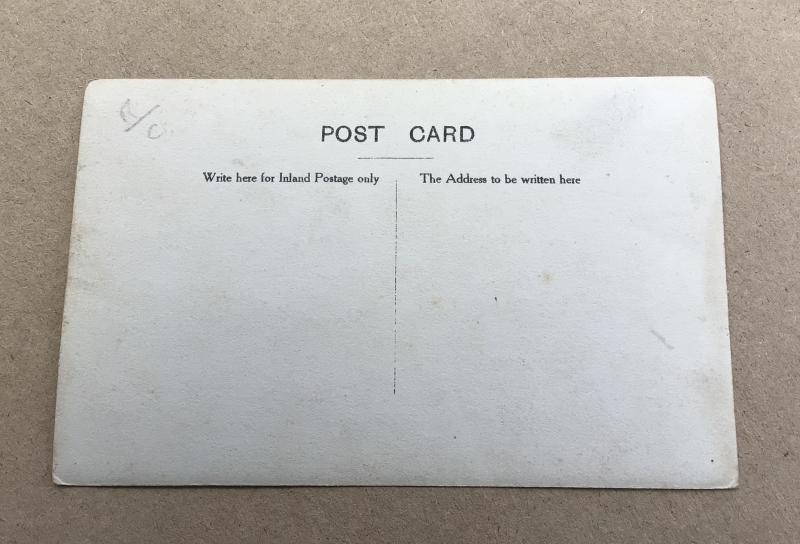 POST CARD
Write here for Inland Postage only
The Address to be written here